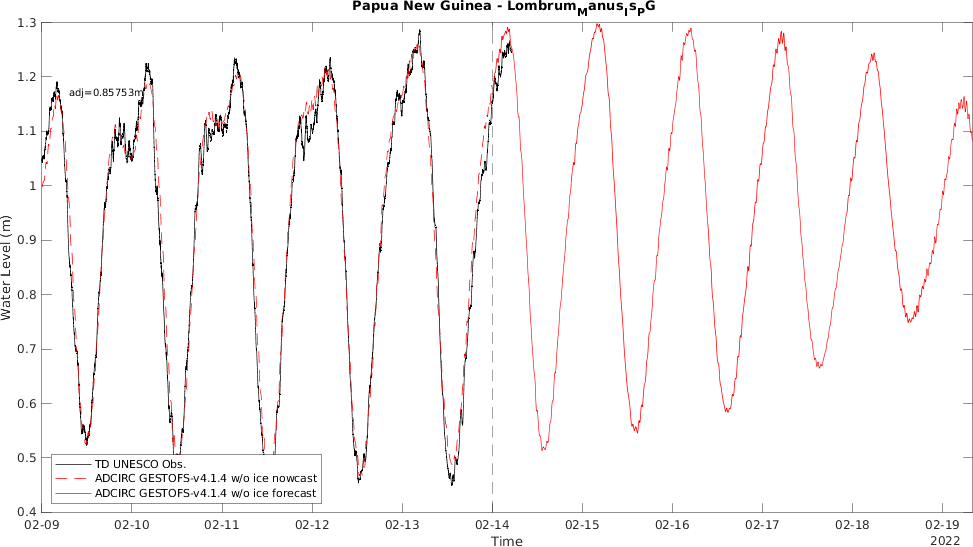 Papua New Guinea - LombrumManusIsPG
1.3
adj=0.85753m
1.2
1.1
1
0.9
0.8
0.7
0.6
0.5
0.4
Water Level (m)
TD UNESCO Obs.
ADCIRC GESTOFS-v4.1.4 w/o ice nowcast
ADCIRC GESTOFS-v4.1.4 w/o ice forecast
02-09 02-10 02-11 02-12 02-13 02-14 02-15 02-16 02-17 02-18 02-19
Time
2022